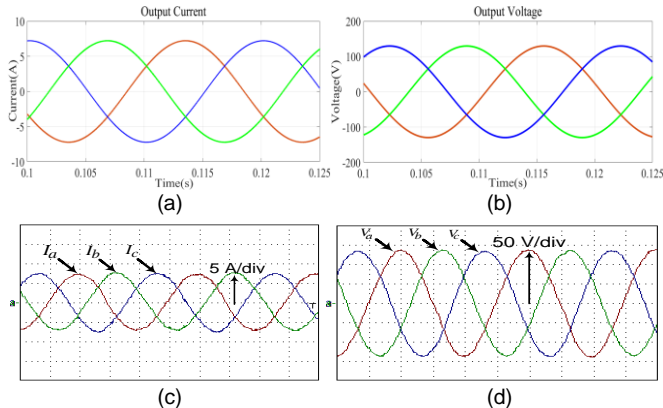 Output Current
10
5
0
-5
-10
Current(A)
0.1 0.105 0.11 0.115 0.12 0.125
Time(s)
(a)
Output Voltage
200
100
0
-100
-200
Voltage(V)
0.1 0.105 0.11 0.115 0.12 0.125
Time(s)
(b)
Ia Ib Ic
5 A/div
(c)
Va Vb Vc
50 V/div
(d)